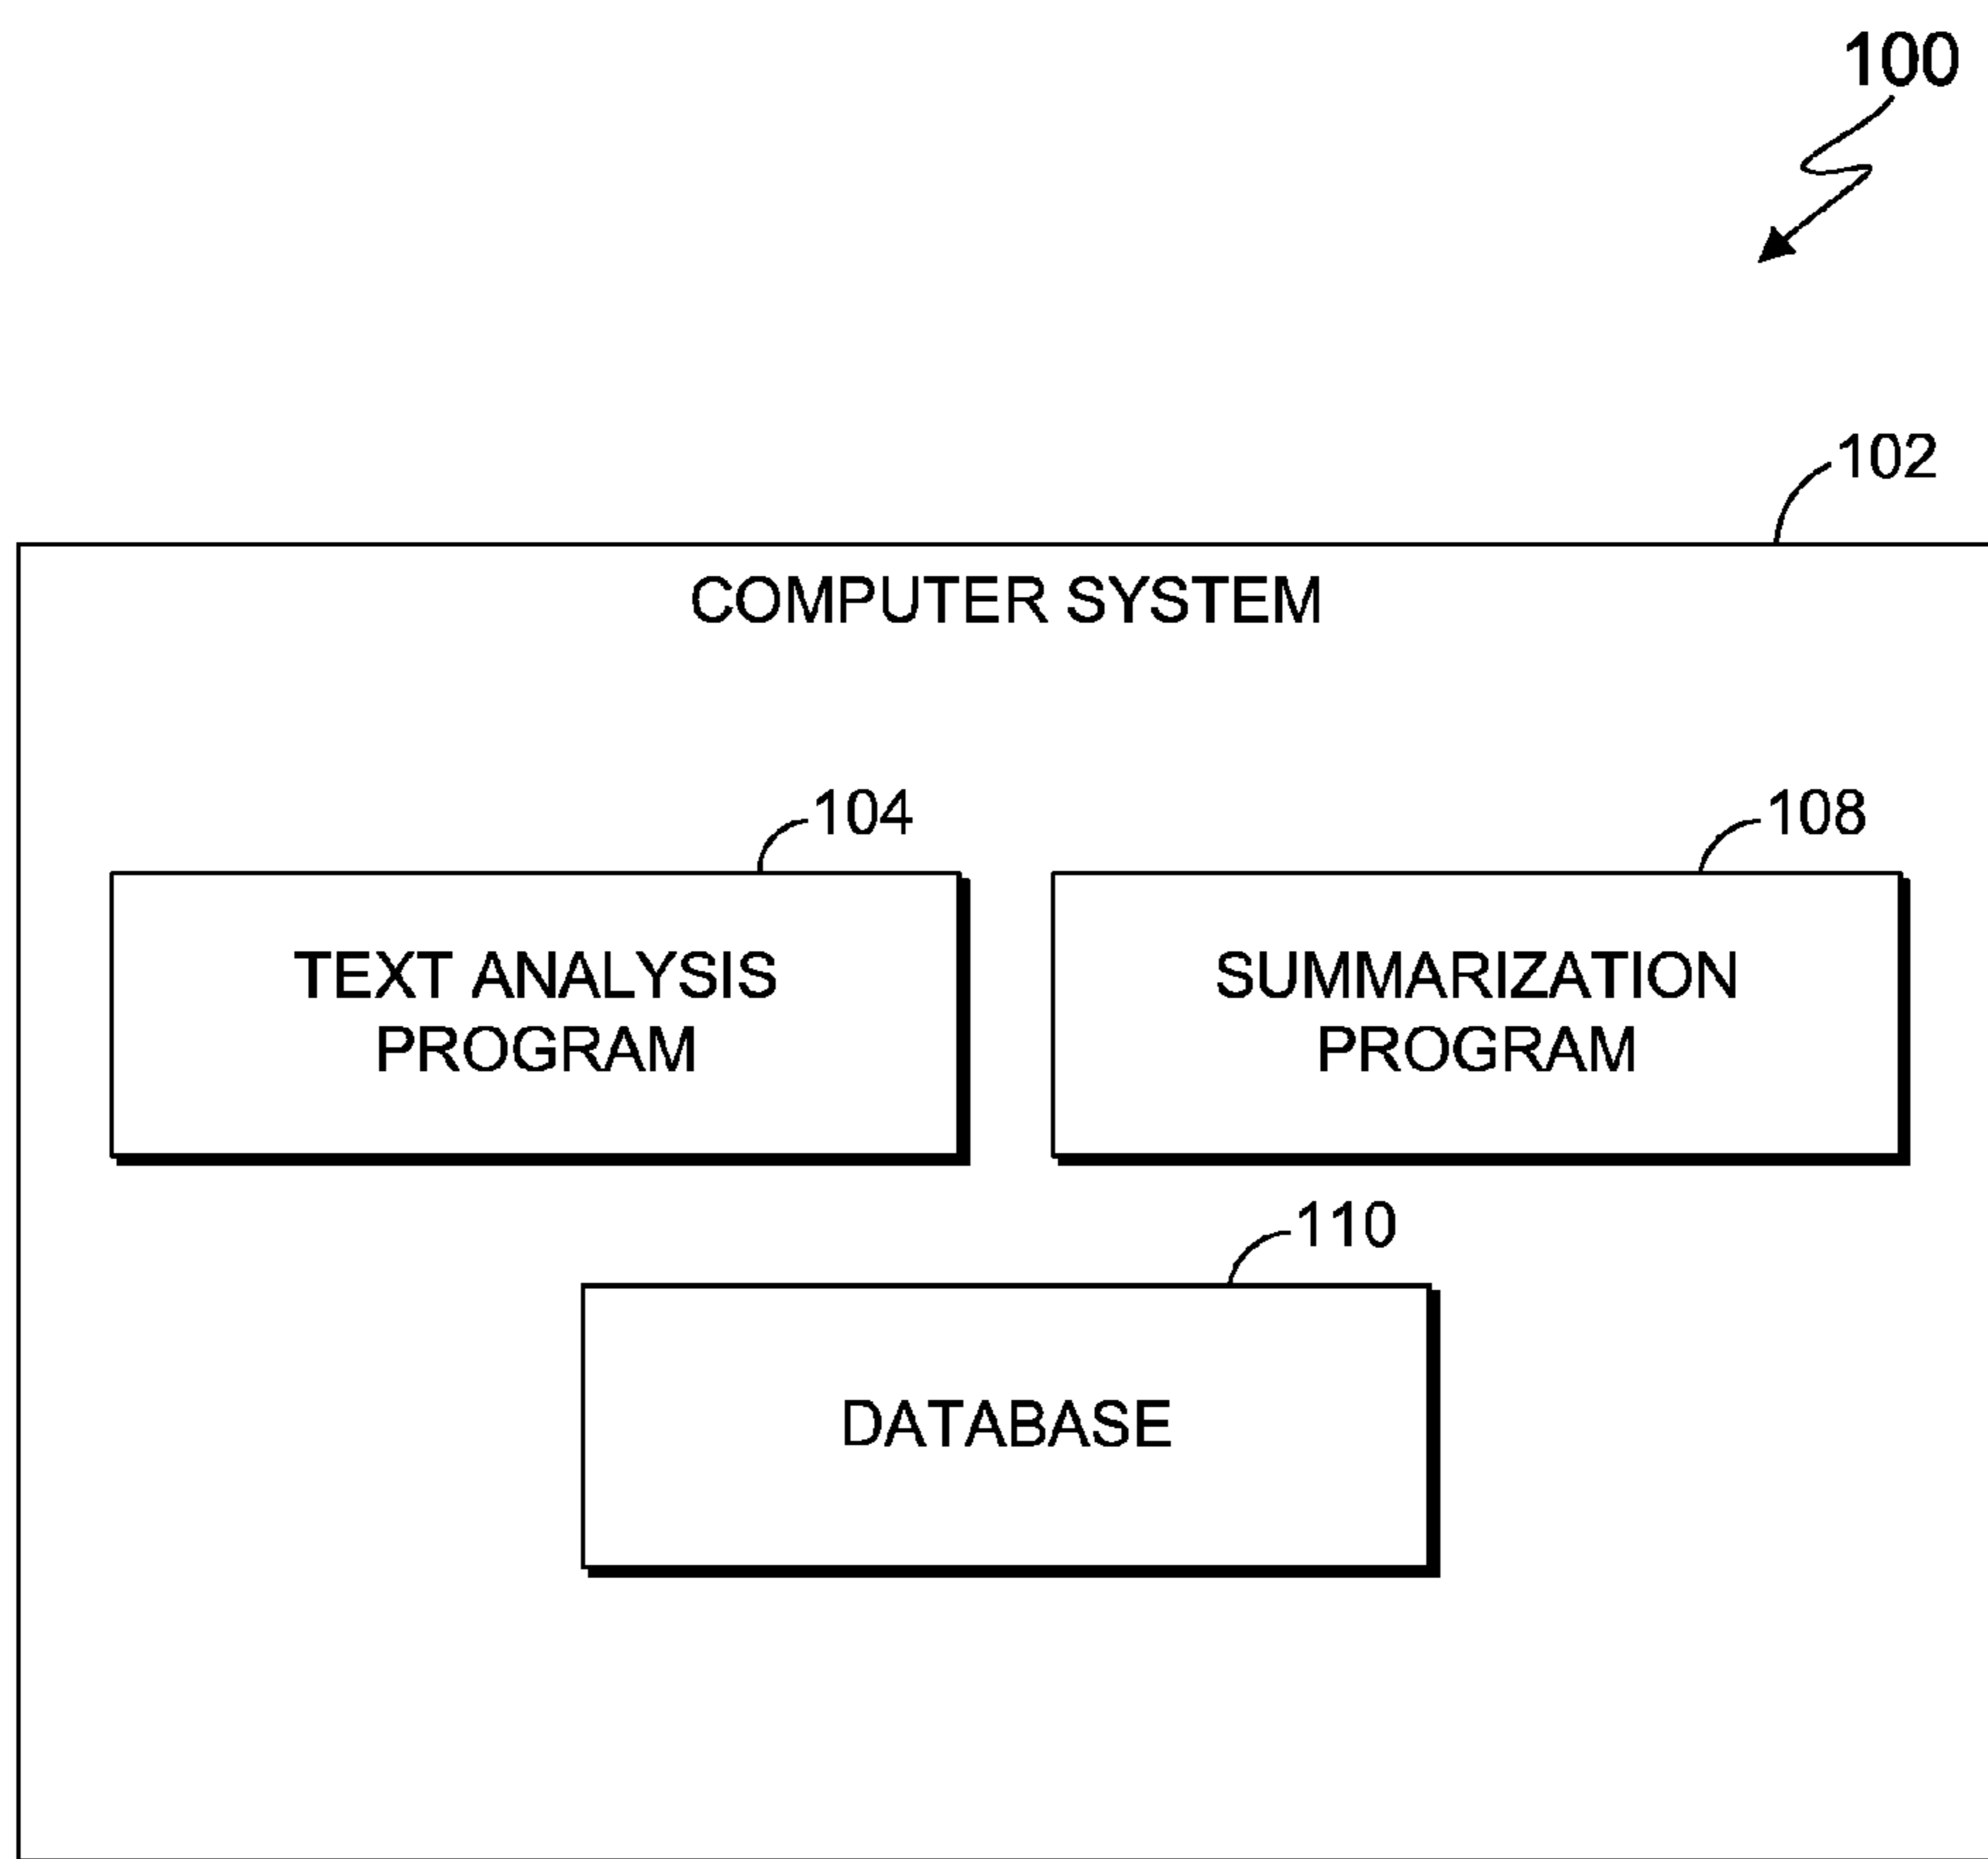 100
102
COMPUTER SYSTEM
104
108
TEXT ANALYSIS
PROGRAM
SUMMARIZATION
PROGRAM
110
DATABASE